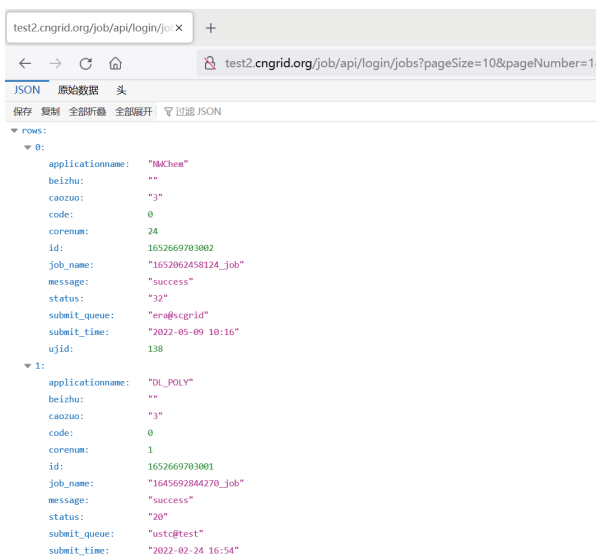 test2.cngrid.org/job/api/login/jo
test2.cngrid.org/job/api/login/jobs?pageSize=10&pageNumber=1
JSON 原始数据 头
保存 复制 全部折叠 全部展开 过滤 JSON
rows:
0:
applicationname: "NWChem"
beizhu: ""
caozuo: "3"
code: 0
corenum: 24
id: 1652669703002
job_name: "1652062458124_job"
message: "success"
status: "32"
submit_queue: "era@scgrid"
submit_time: "2022-05-09 10:16"
ujid: 138
1:
applicationname: "DL_POLY"
beizhu: ""
caozuo: "3"
code: 0
corenum: 1
id: 1652669703001
job_name: "1645692844270_job"
message: "success"
status: "20"
submit_queue: "ustc@test"
submit_time: "2022-02-24 16:54"